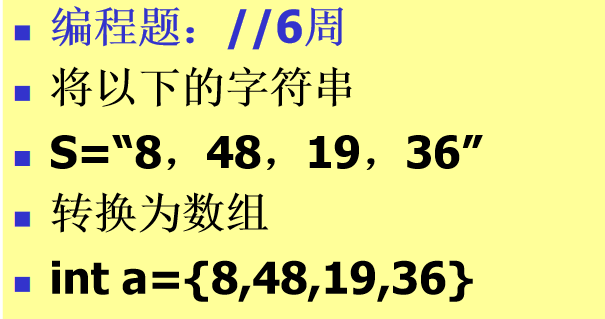 编程题：//6周
将以下的字符串
S=“8，48，19，36”
转换为数组
int a={8,48,19,36}